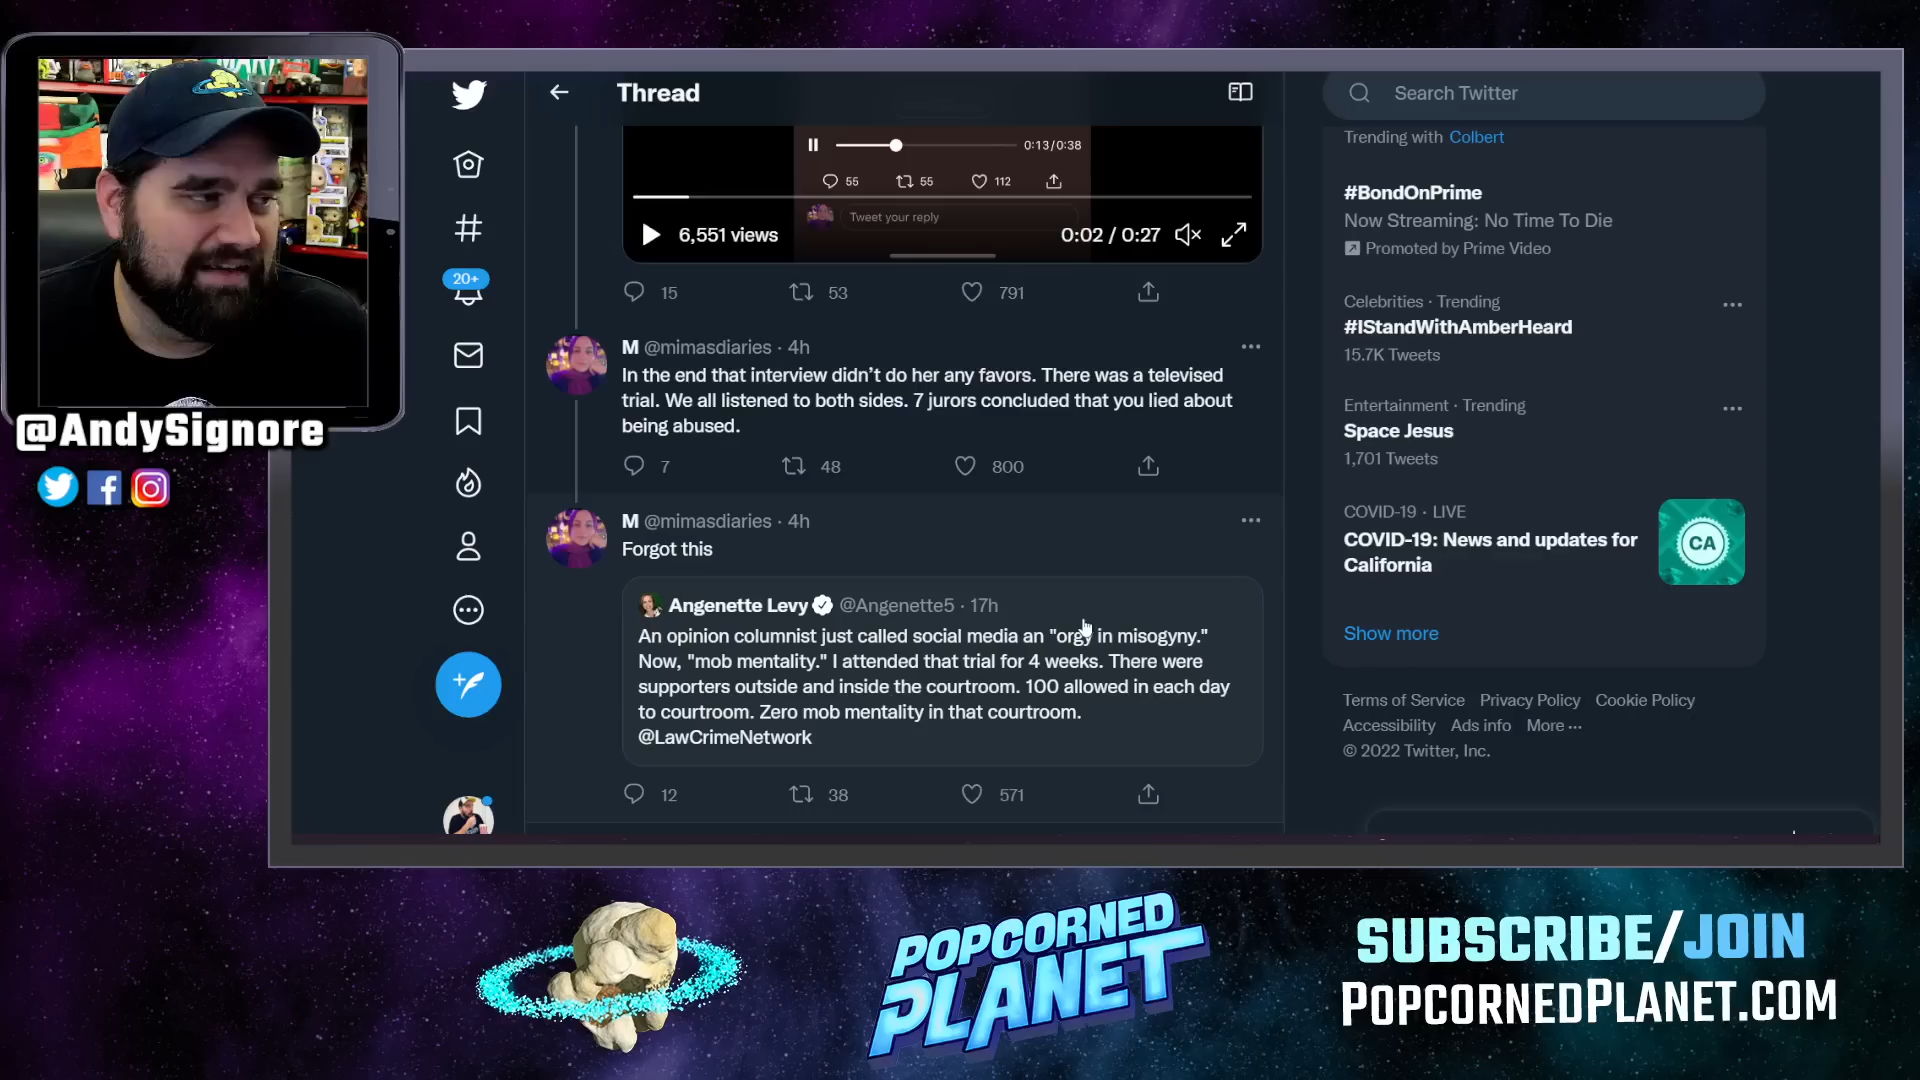 Thread
Search Twitter
0:13/0:38
55 55 112
Tweet your reply
6,551 views
0:02 / 0:27
15 53 791
M @mimasdiaries · 4h
In the end that interview didn't do her any favors. There was a televised
trial. We all listened to both sides. 7 jurors concluded that you lied about
being abused.
7 48 800
M @mimasdiaries · 4h
Forgot this
Angenette Levy @Angenette5 · 17h
An opinion columnist just called social media an "orgy in misogyny."
Now, "mob mentality." I attended that trial for 4 weeks. There were
supporters outside and inside the courtroom. 100 allowed in each day
to courtroom. Zero mob mentality in that courtroom.
@LawCrimeNetwork
12 38 571
20+
Trending with Colbert
#BondOnPrime
Now Streaming: No Time To Die
Promoted by Prime Video
Celebrities · Trending
#IStandWithAmberHeard
15.7K Tweets
Entertainment · Trending
Space Jesus
1,701 Tweets
COVID-19 · LIVE
COVID-19: News and updates for
California
CA
Show more
Terms of Service Privacy Policy Cookie Policy
Accessibility Ads info More ···
© 2022 Twitter, Inc.
@AndySignore
POPCORNED
PLANET
SUBSCRIBE/JOIN
POPCORNEDPLANET.COM